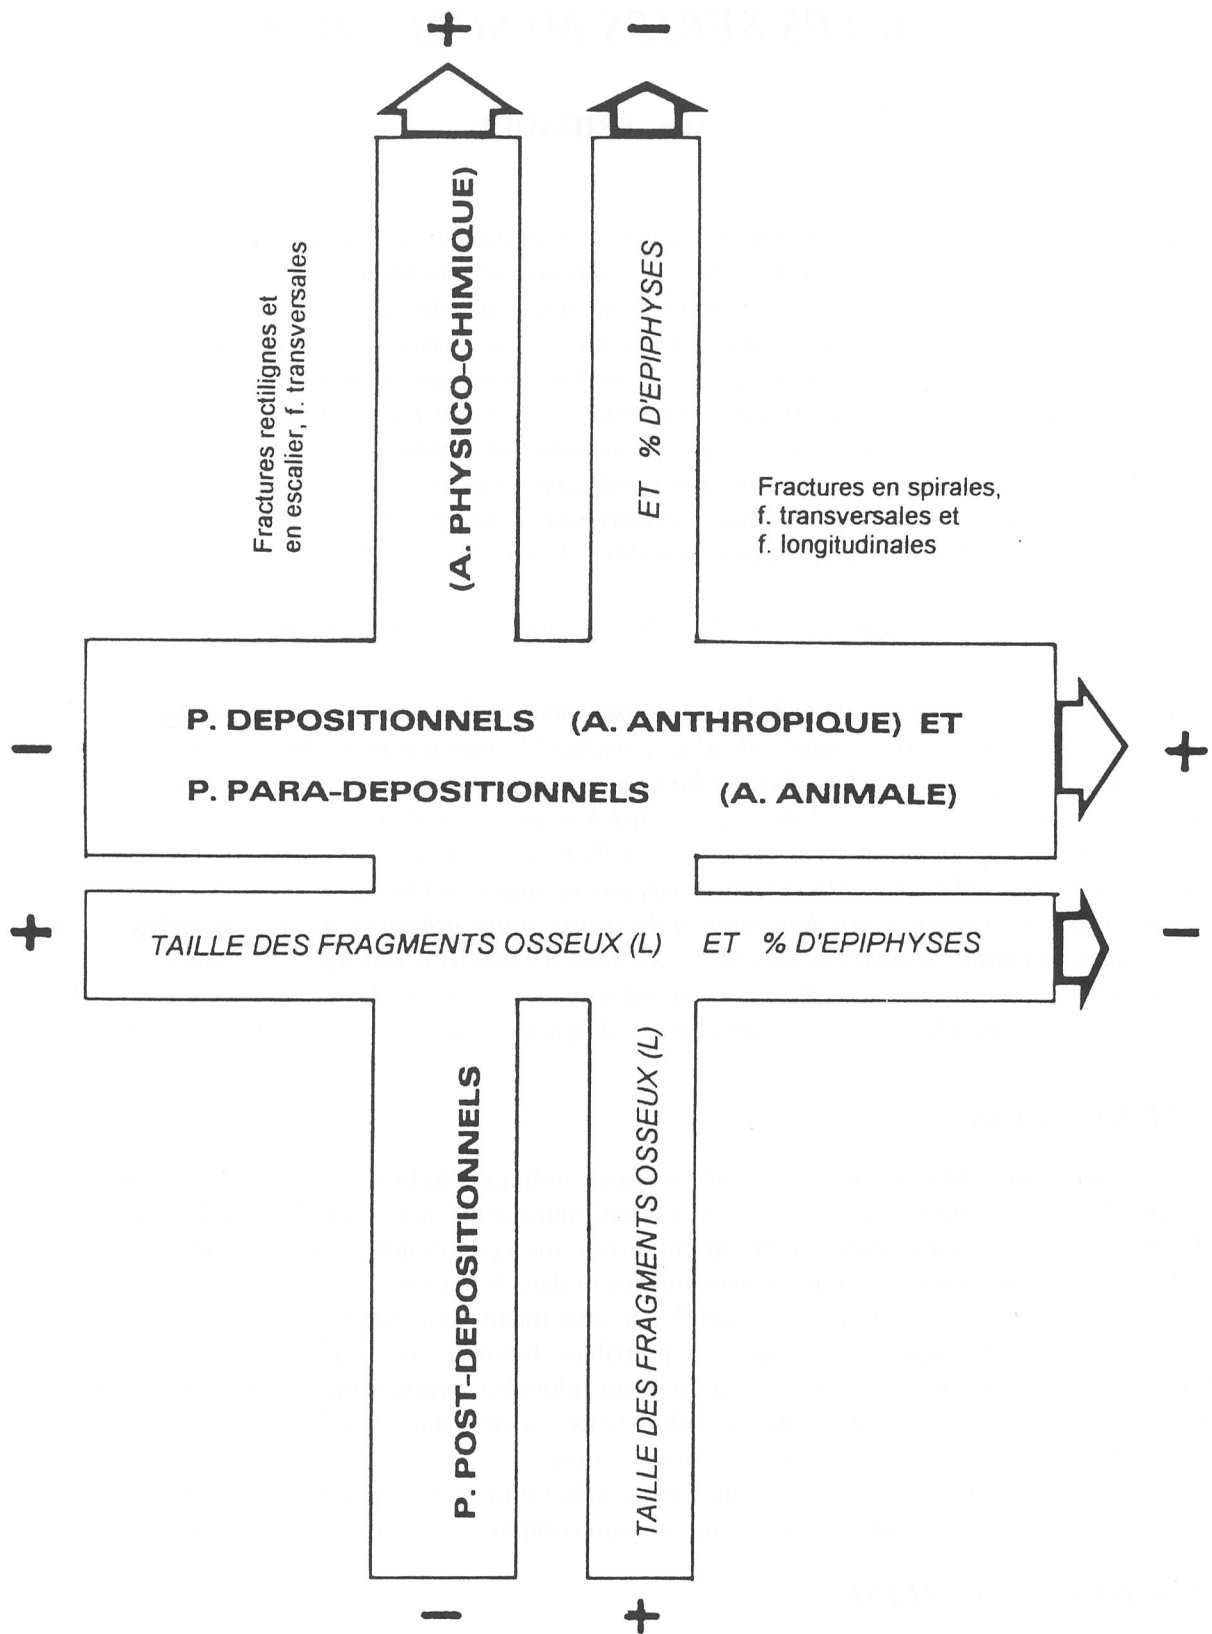 + −
Fractures rectilignes et
en escalier, f. transversales
(A. PHYSICO-CHIMIQUE)
ET % D'EPIPHYSES
Fractures en spirales,
f. transversales et
f. longitudinales
− P. DEPOSITIONNELS (A. ANTHROPIQUE) ET +
P. PARA-DEPOSITIONNELS (A. ANIMALE)
+ TAILLE DES FRAGMENTS OSSEUX (L) ET % D'EPIPHYSES −
P. POST-DEPOSITIONNELS
TAILLE DES FRAGMENTS OSSEUX (L)
− +